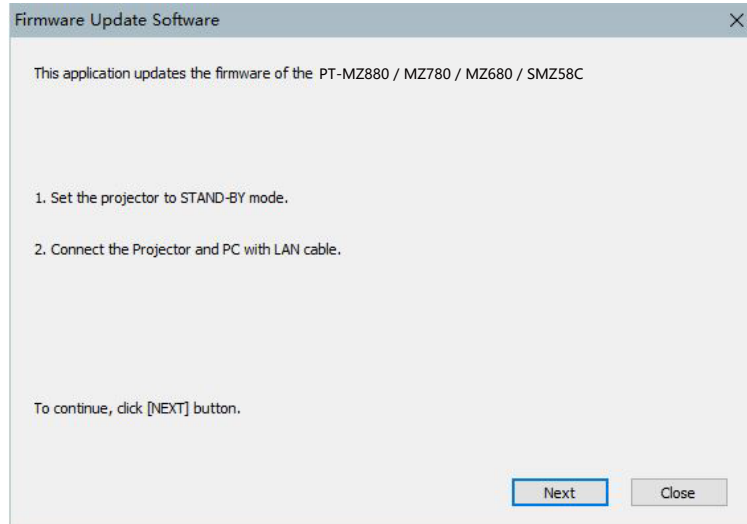 Firmware Update Software
This application updates the firmware of the PT-MZ880 / MZ780 / MZ680 / SMZ58C
1. Set the projector to STAND-BY mode.
2. Connect the Projector and PC with LAN cable.
To continue, click [NEXT] button.
Next
Close